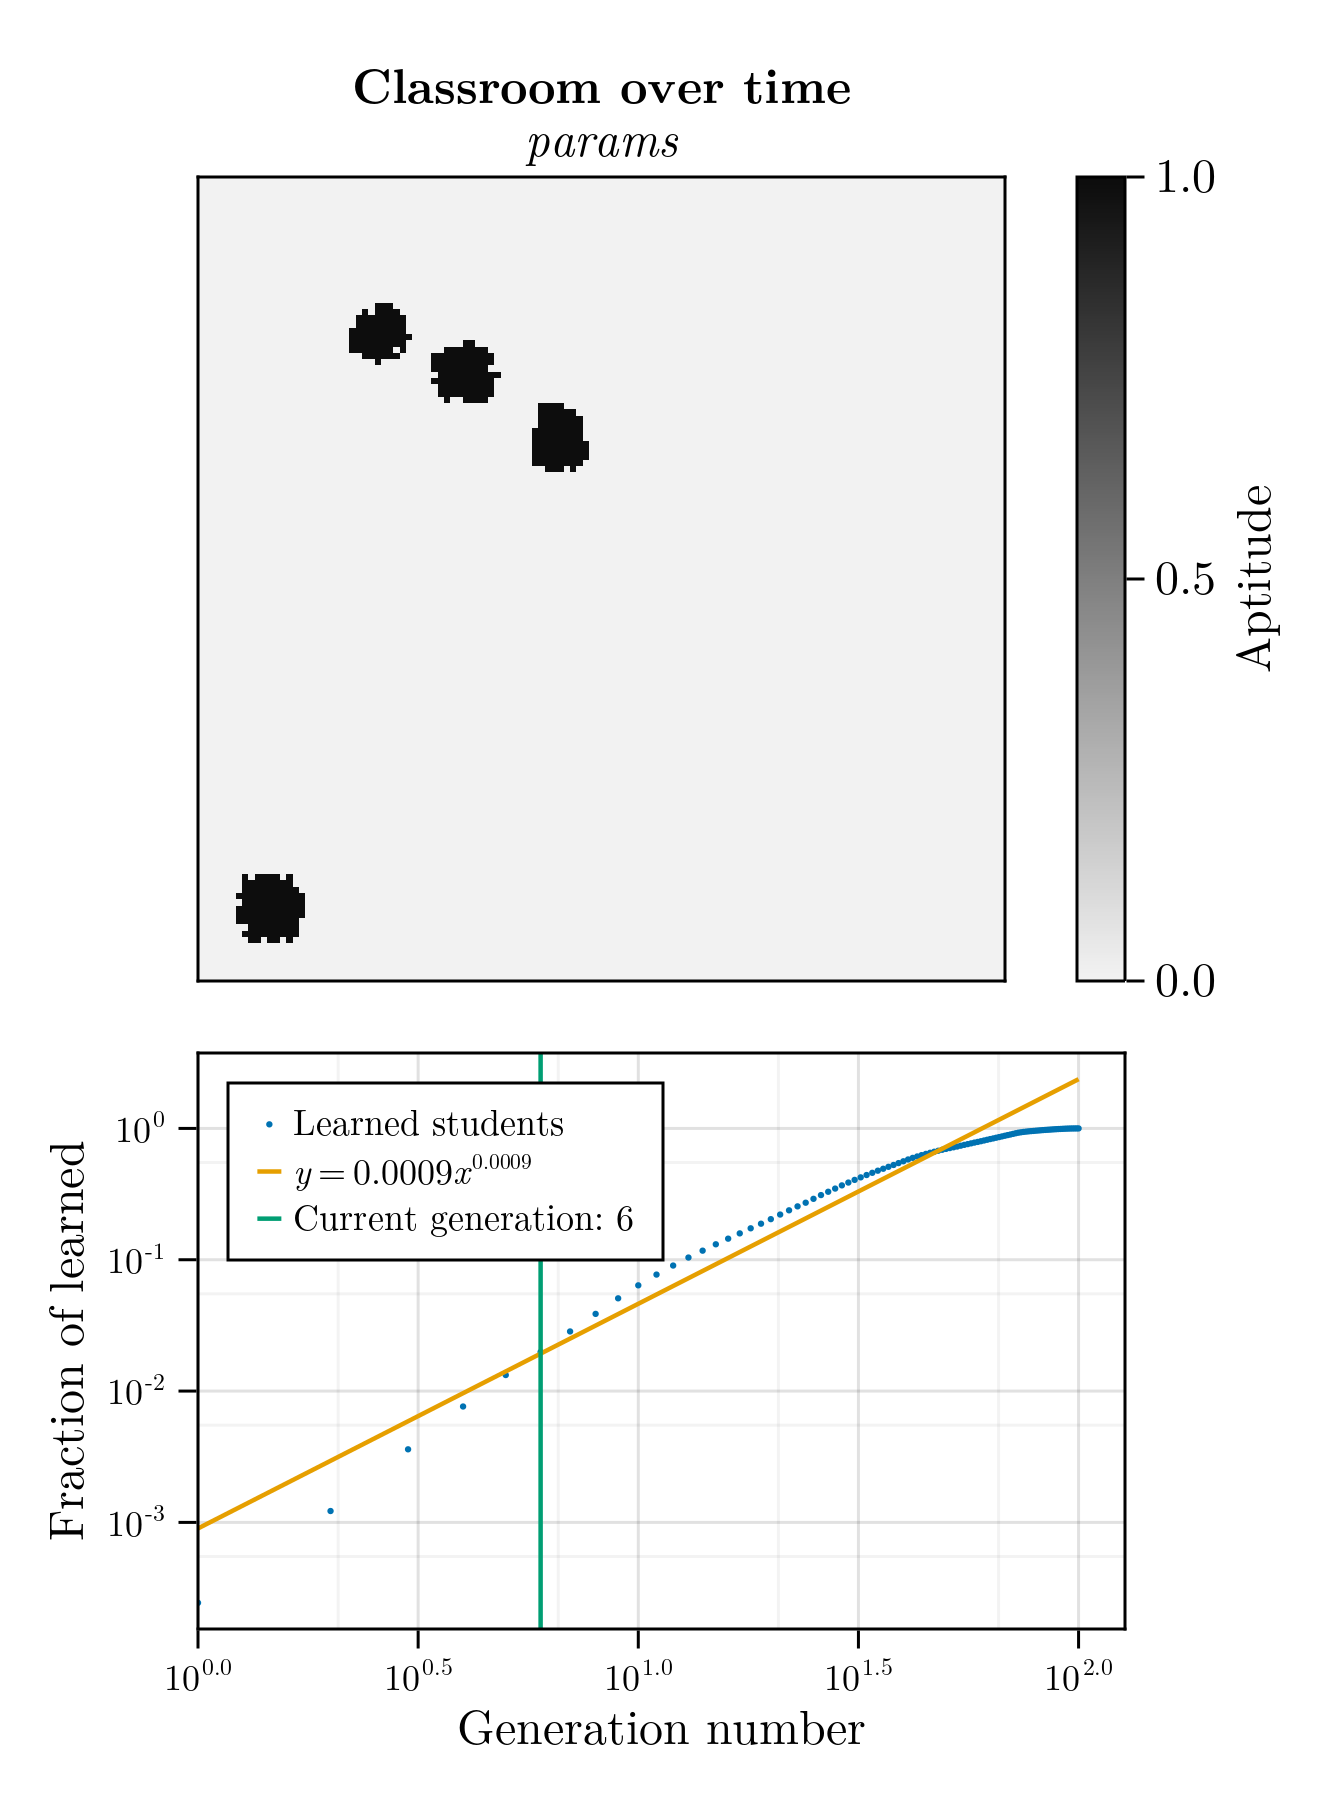 Classroom over time
params
1.0
0.5
0.0
Aptitude
Learned students
y = 0.0009x^0.0009
Current generation: 6
10^0
10^-1
10^-2
10^-3
Fraction of learned
10^0.0 10^0.5 10^1.0 10^1.5 10^2.0
Generation number